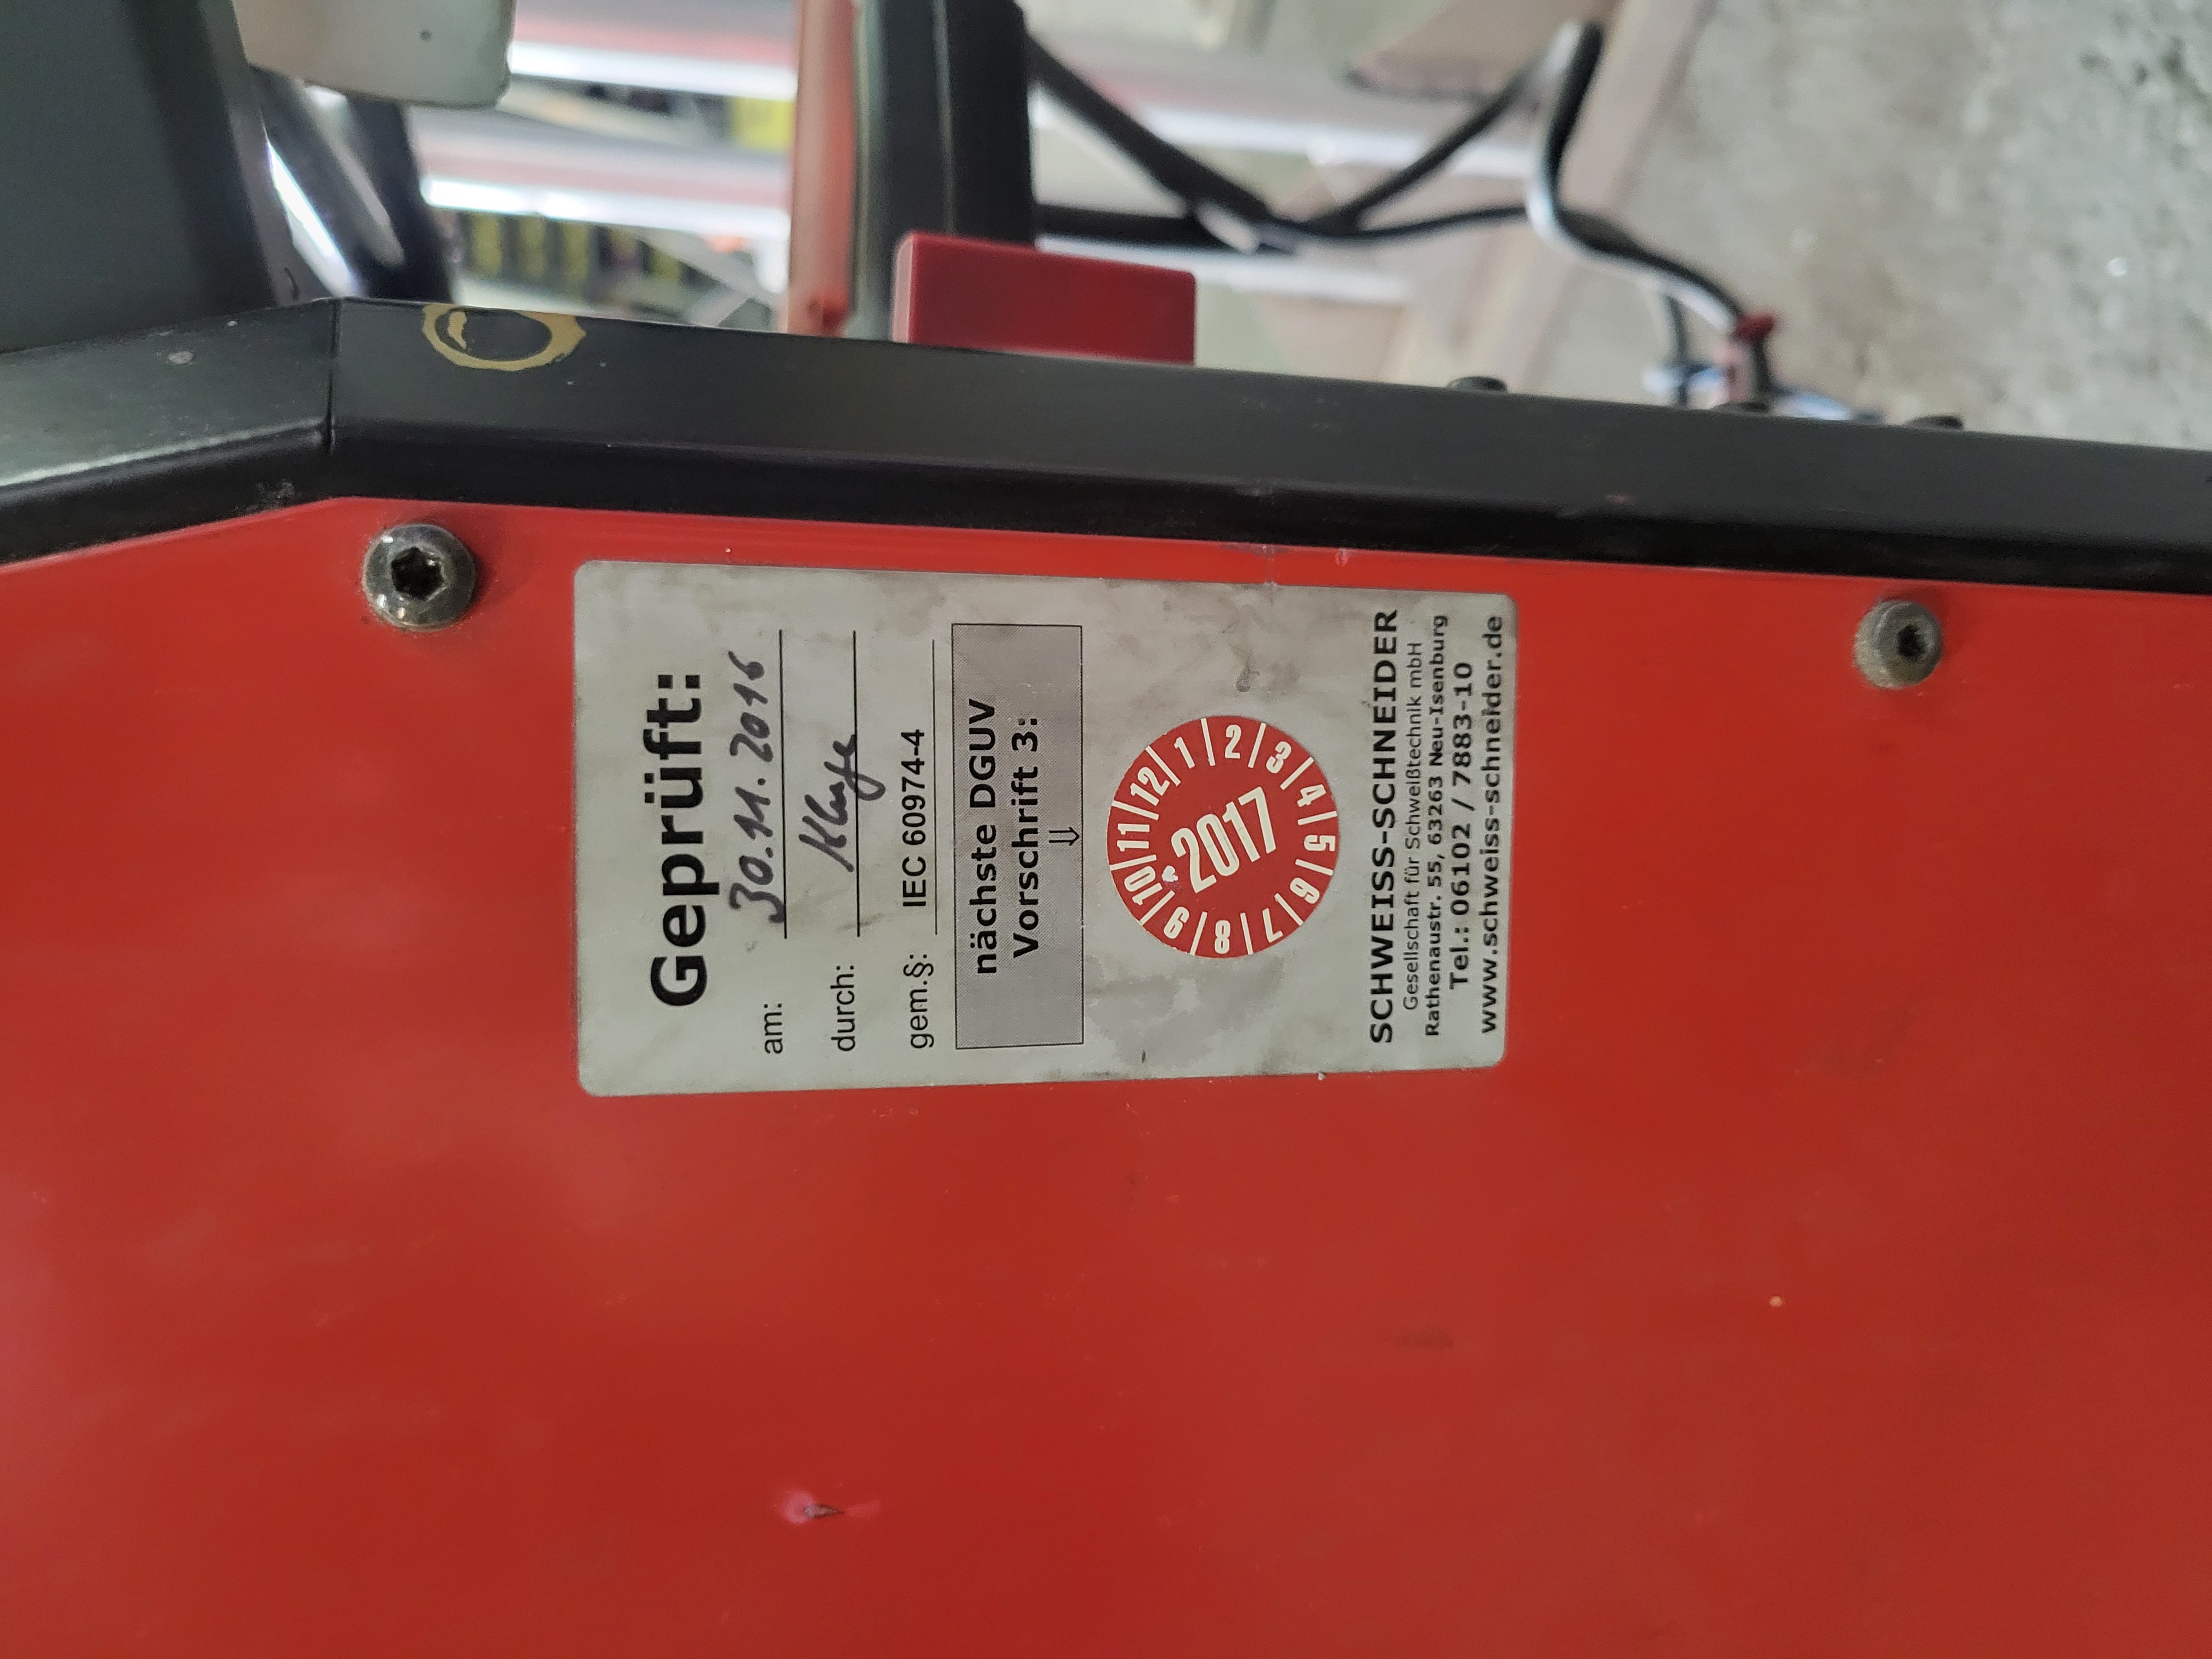 Geprüft:
am: 30.11.2016
durch: Kluge
gem.§: IEC 60974-4
nächste DGUV
Vorschrift 3:
⇓
1 2 3 4 5 6 7 8 9 10 11 12
2017
SCHWEISS-SCHNEIDER
Gesellschaft für Schweißtechnik mbH
Rathenaustr. 55, 63263 Neu-Isenburg
Tel.: 06102 / 7883-10
www.schweiss-schneider.de